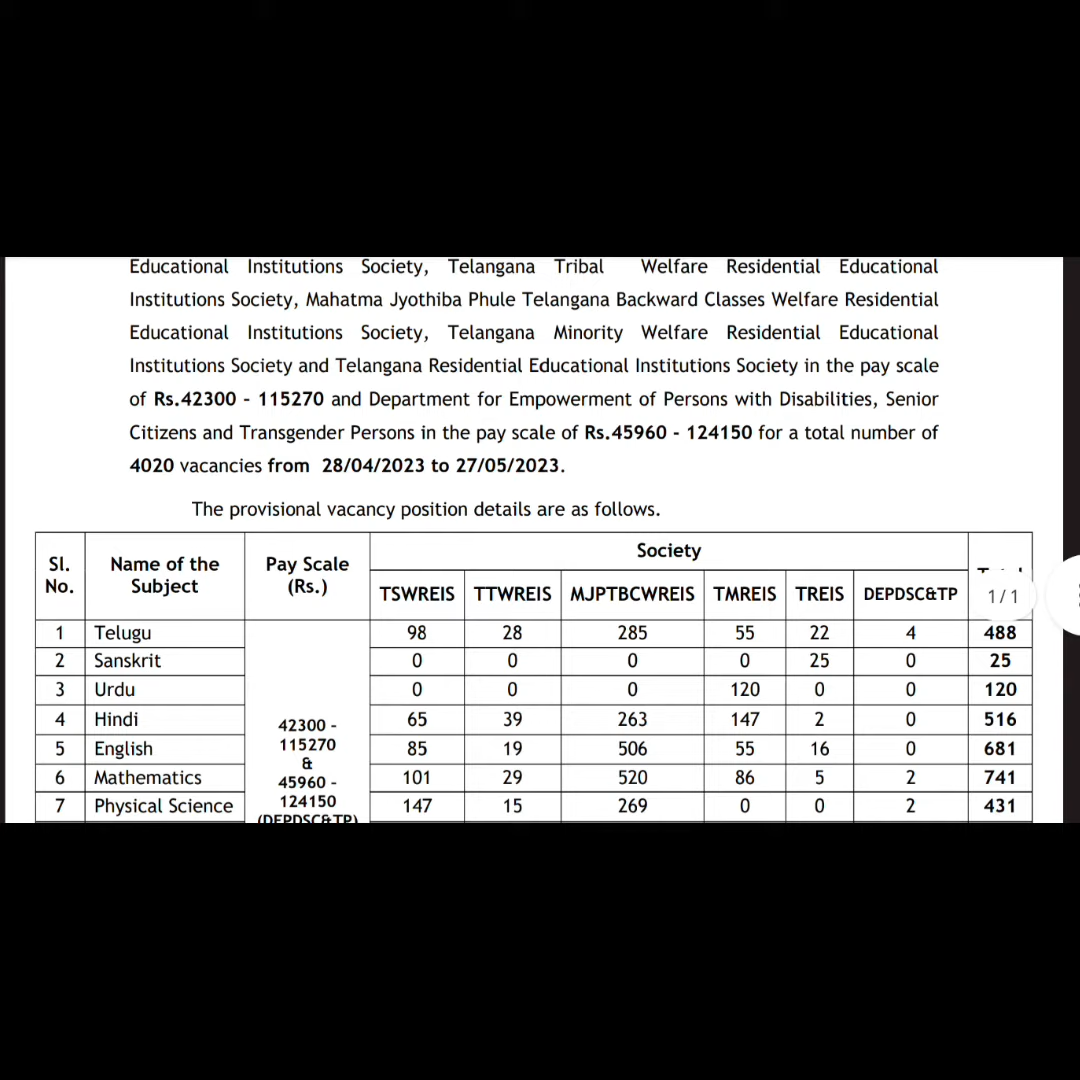 Educational Institutions Society, Telangana Tribal Welfare Residential Educational
Institutions Society, Mahatma Jyothiba Phule Telangana Backward Classes Welfare Residential
Educational Institutions Society, Telangana Minority Welfare Residential Educational
Institutions Society and Telangana Residential Educational Institutions Society in the pay scale
of Rs.42300 - 115270 and Department for Empowerment of Persons with Disabilities, Senior
Citizens and Transgender Persons in the pay scale of Rs.45960 - 124150 for a total number of
4020 vacancies from 28/04/2023 to 27/05/2023.
The provisional vacancy position details are as follows.
Sl. No. Name of the Subject Pay Scale (Rs.) Society
TSWREIS TTWREIS MJPTBCWREIS TMREIS TREIS DEPDSC&TP 1/1
1 Telugu 98 28 285 55 22 4 488
2 Sanskrit 0 0 0 0 25 0 25
3 Urdu 0 0 0 120 0 0 120
4 Hindi 65 39 263 147 2 0 516
5 English 85 19 506 55 16 0 681
6 Mathematics 101 29 520 86 5 2 741
7 Physical Science 147 15 269 0 0 2 431
42300 -
115270
&
45960 -
124150
(DEPDSC&TP)